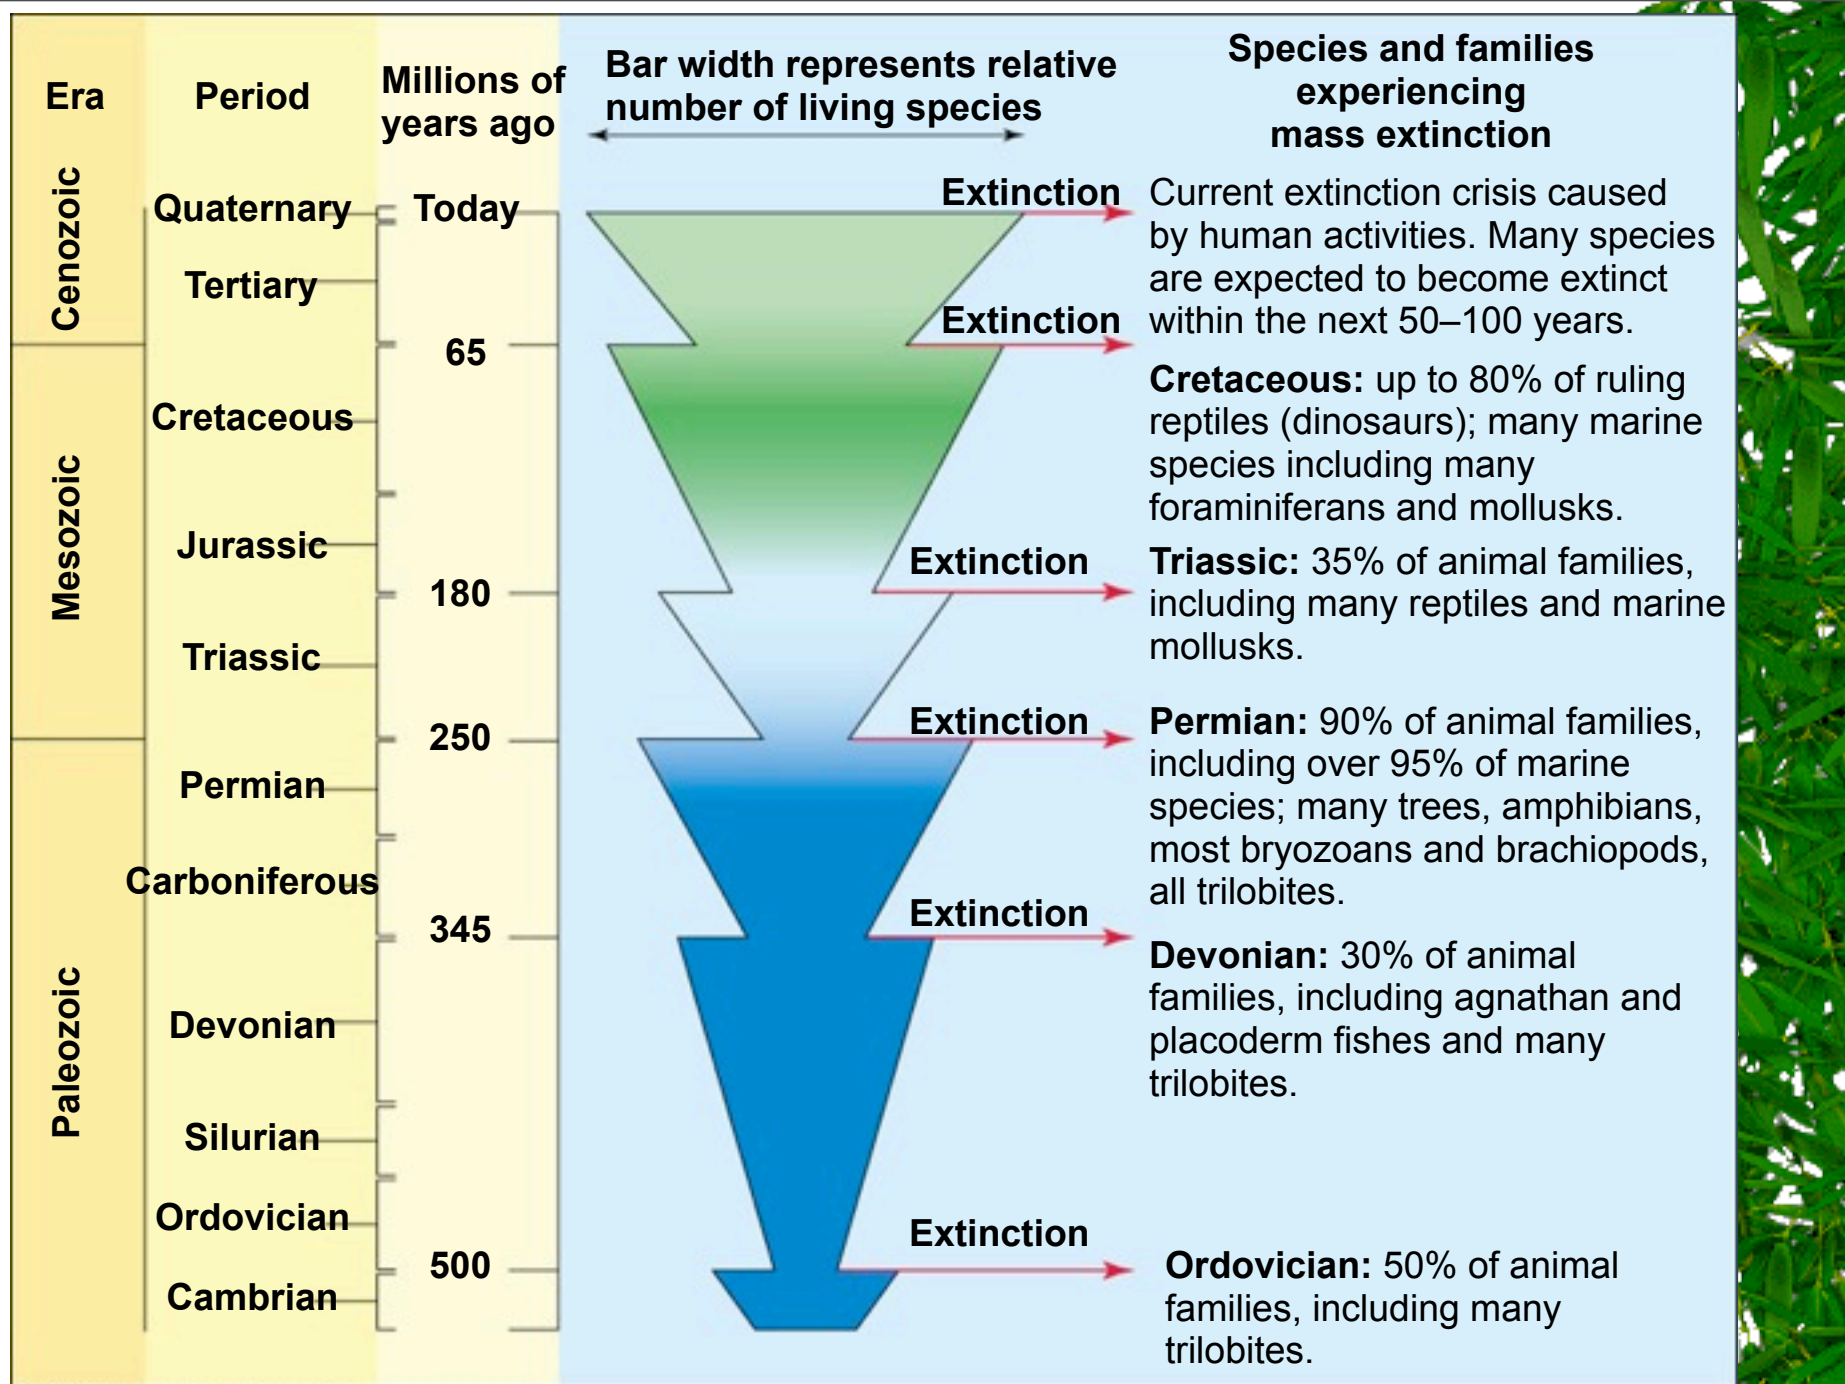 Era
Period
Millions of
years ago
Bar width represents relative
number of living species
Species and families
experiencing
mass extinction
Cenozoic
Quaternary
Today
Extinction
Current extinction crisis caused
by human activities. Many species
are expected to become extinct
within the next 50–100 years.
Tertiary
Extinction
65
Cretaceous: up to 80% of ruling
reptiles (dinosaurs); many marine
species including many
foraminiferans and mollusks.
Mesozoic
Cretaceous
Jurassic
Extinction
180
Triassic: 35% of animal families,
including many reptiles and marine
mollusks.
Triassic
Extinction
250
Permian: 90% of animal families,
including over 95% of marine
species; many trees, amphibians,
most bryozoans and brachiopods,
all trilobites.
Paleozoic
Permian
Carboniferous
Extinction
345
Devonian: 30% of animal
families, including agnathan and
placoderm fishes and many
trilobites.
Devonian
Silurian
Ordovician
Extinction
500
Ordovician: 50% of animal
families, including many
trilobites.
Cambrian